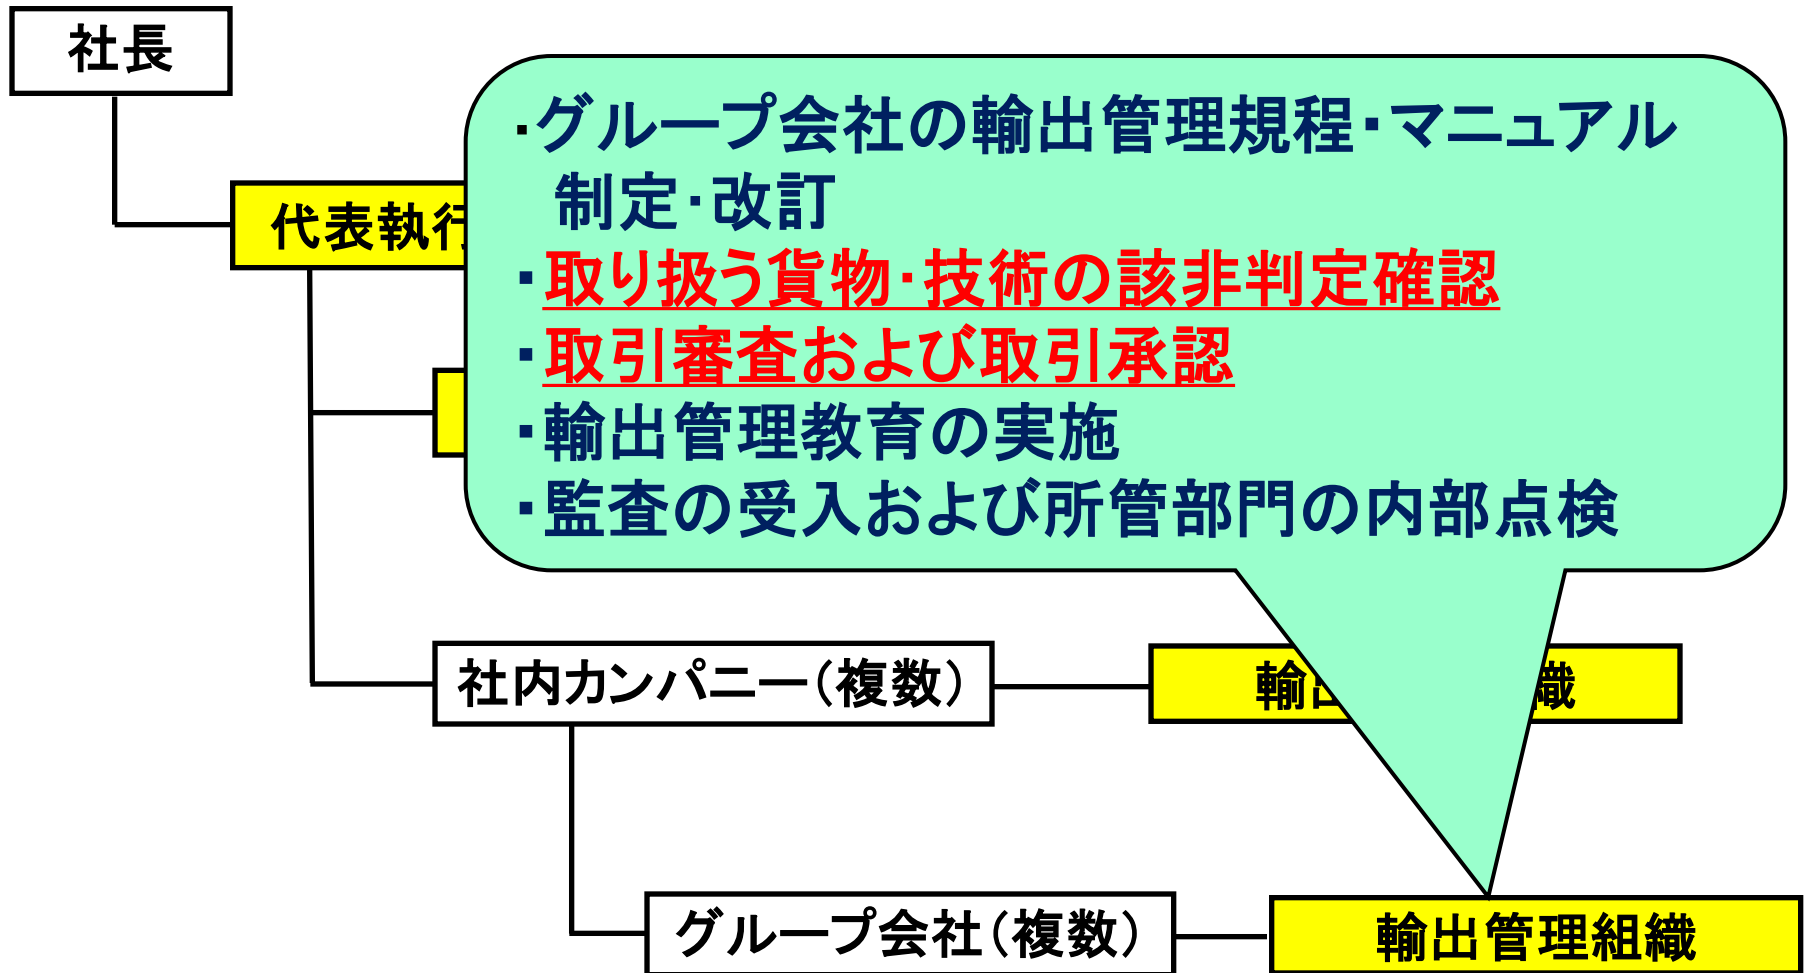 社長
・グループ会社の輸出管理規程・マニュアル
制定・改訂
・取り扱う貨物・技術の該非判定確認
・取引審査および取引承認
・輸出管理教育の実施
・監査の受入および所管部門の内部点検
代表執行
社内カンパニー(複数)
輸出 織
グループ会社(複数)
輸出管理組織